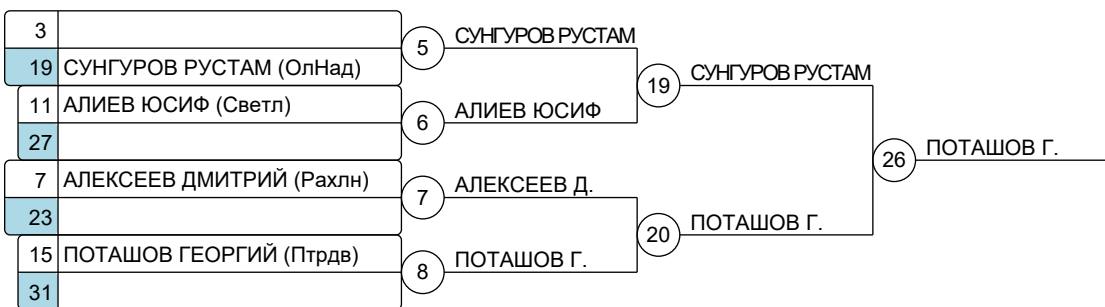 3
5
СУНГУРОВ РУСТАМ
19 СУНГУРОВ РУСТАМ (ОлНад)
19
СУНГУРОВ РУСТАМ
11 АЛИЕВ ЮСИФ (Светл)
6
АЛИЕВ ЮСИФ
27
26
ПОТАШОВ Г.
7 АЛЕКСЕЕВ ДМИТРИЙ (Рахлн)
7
АЛЕКСЕЕВ Д.
23
20
ПОТАШОВ Г.
15 ПОТАШОВ ГЕОРГИЙ (Птрдв)
8
ПОТАШОВ Г.
31